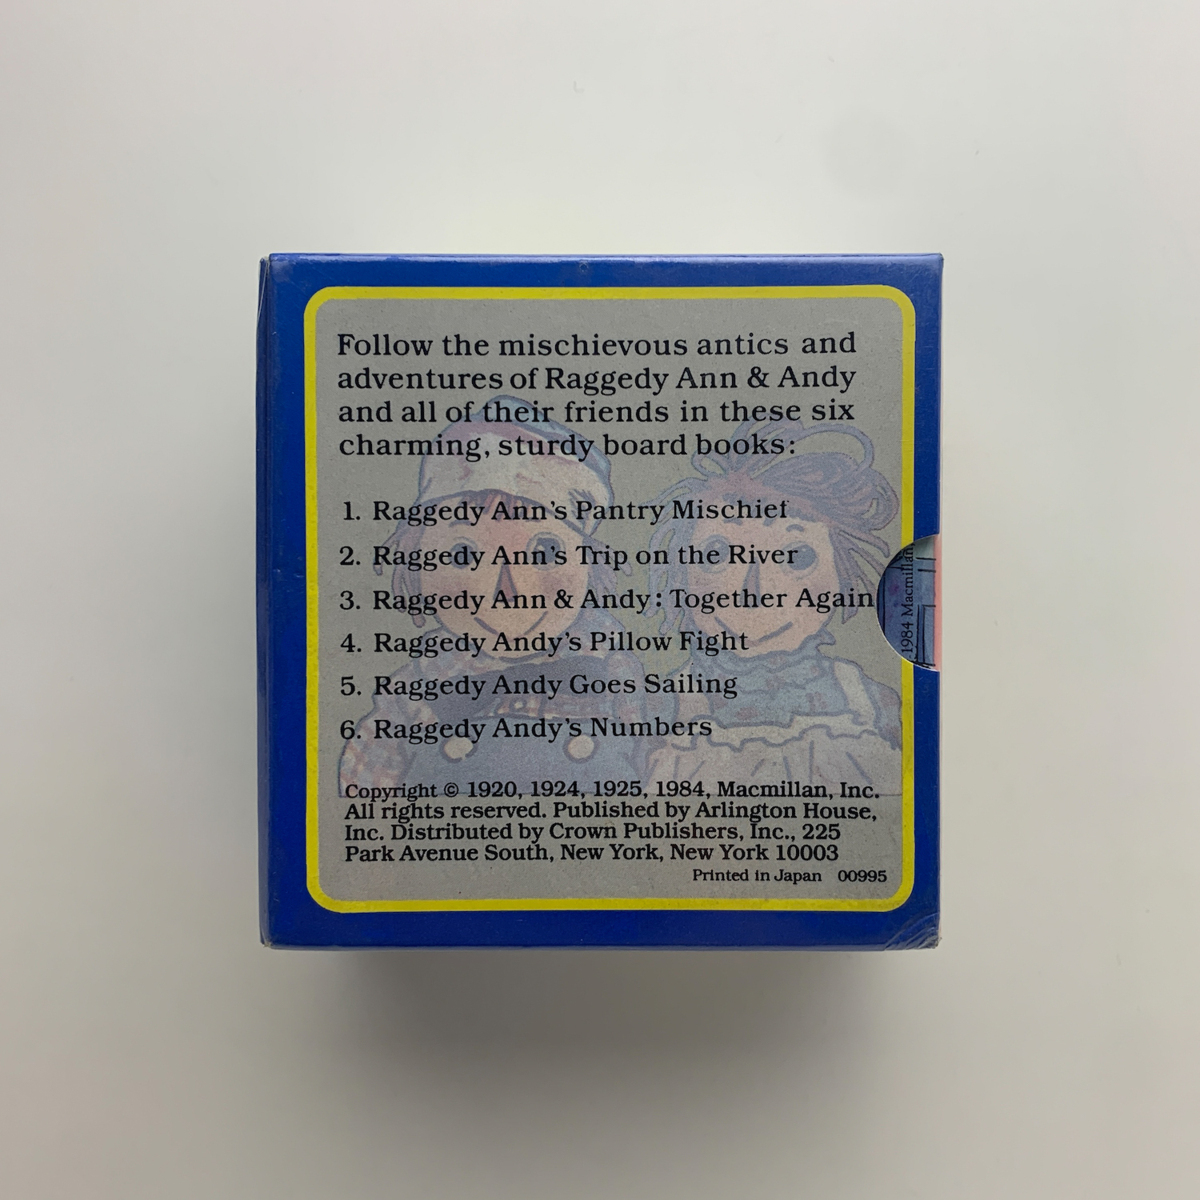 Follow the mischievous antics and
adventures of Raggedy Ann & Andy
and all of their friends in these six
charming, sturdy board books:
1. Raggedy Ann's Pantry Mischief
2. Raggedy Ann's Trip on the River
3. Raggedy Ann & Andy: Together Again
4. Raggedy Andy's Pillow Fight
5. Raggedy Andy Goes Sailing
6. Raggedy Andy's Numbers
Copyright © 1920, 1924, 1925, 1984, Macmillan, Inc.
All rights reserved. Published by Arlington House,
Inc. Distributed by Crown Publishers, Inc., 225
Park Avenue South, New York, New York 10003
Printed in Japan 00995
1984 Macmillan